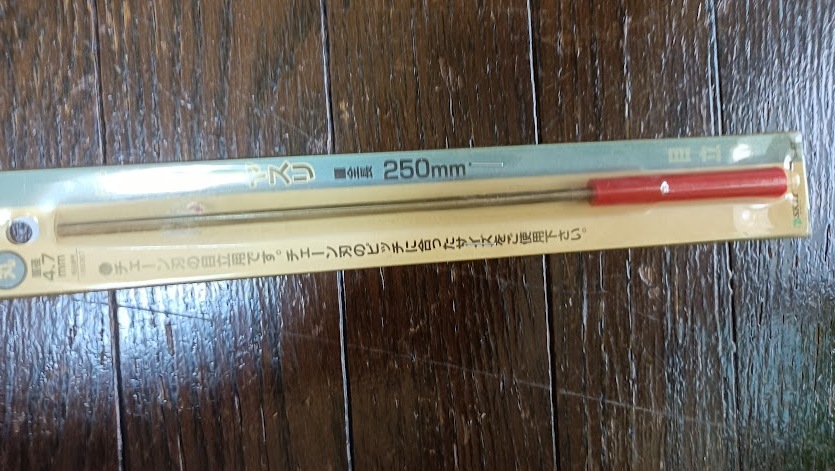 ヤスリ
全長 250mm
目立
丸
直径
4.7
mm
●チェーン刃の目立用です。チェーン刃のピッチに合ったサイズをご使用下さい。